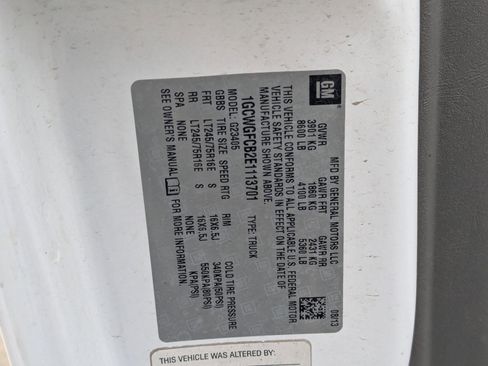 GM
MFD BY GENERAL MOTORS LLC
08/13
GVWR GAWR FRT GAWR RR
3901 KG 1860 KG 2431 KG
8600 LB 4100 LB 5360 LB
THIS VEHICLE CONFORMS TO ALL APPLICABLE U.S. FEDERAL MOTOR
VEHICLE SAFETY STANDARDS IN EFFECT ON THE DATE OF
MANUFACTURE SHOWN ABOVE.
1GCWGFCB2E1113701 TYPE: TRUCK
MODEL: G23405
GBBS TIRE SIZE SPEED RTG RIM COLD TIRE PRESSURE
FRT LT245/75R16E S 16X6.5J 340KPA(50PSI)
RR LT245/75R16E S 16X6.5J 550KPA(80PSI)
SPA NONE NONE KPA(PSI)
SEE OWNER'S MANUAL FOR MORE INFORMATION.
THIS VEHICLE WAS ALTERED BY: